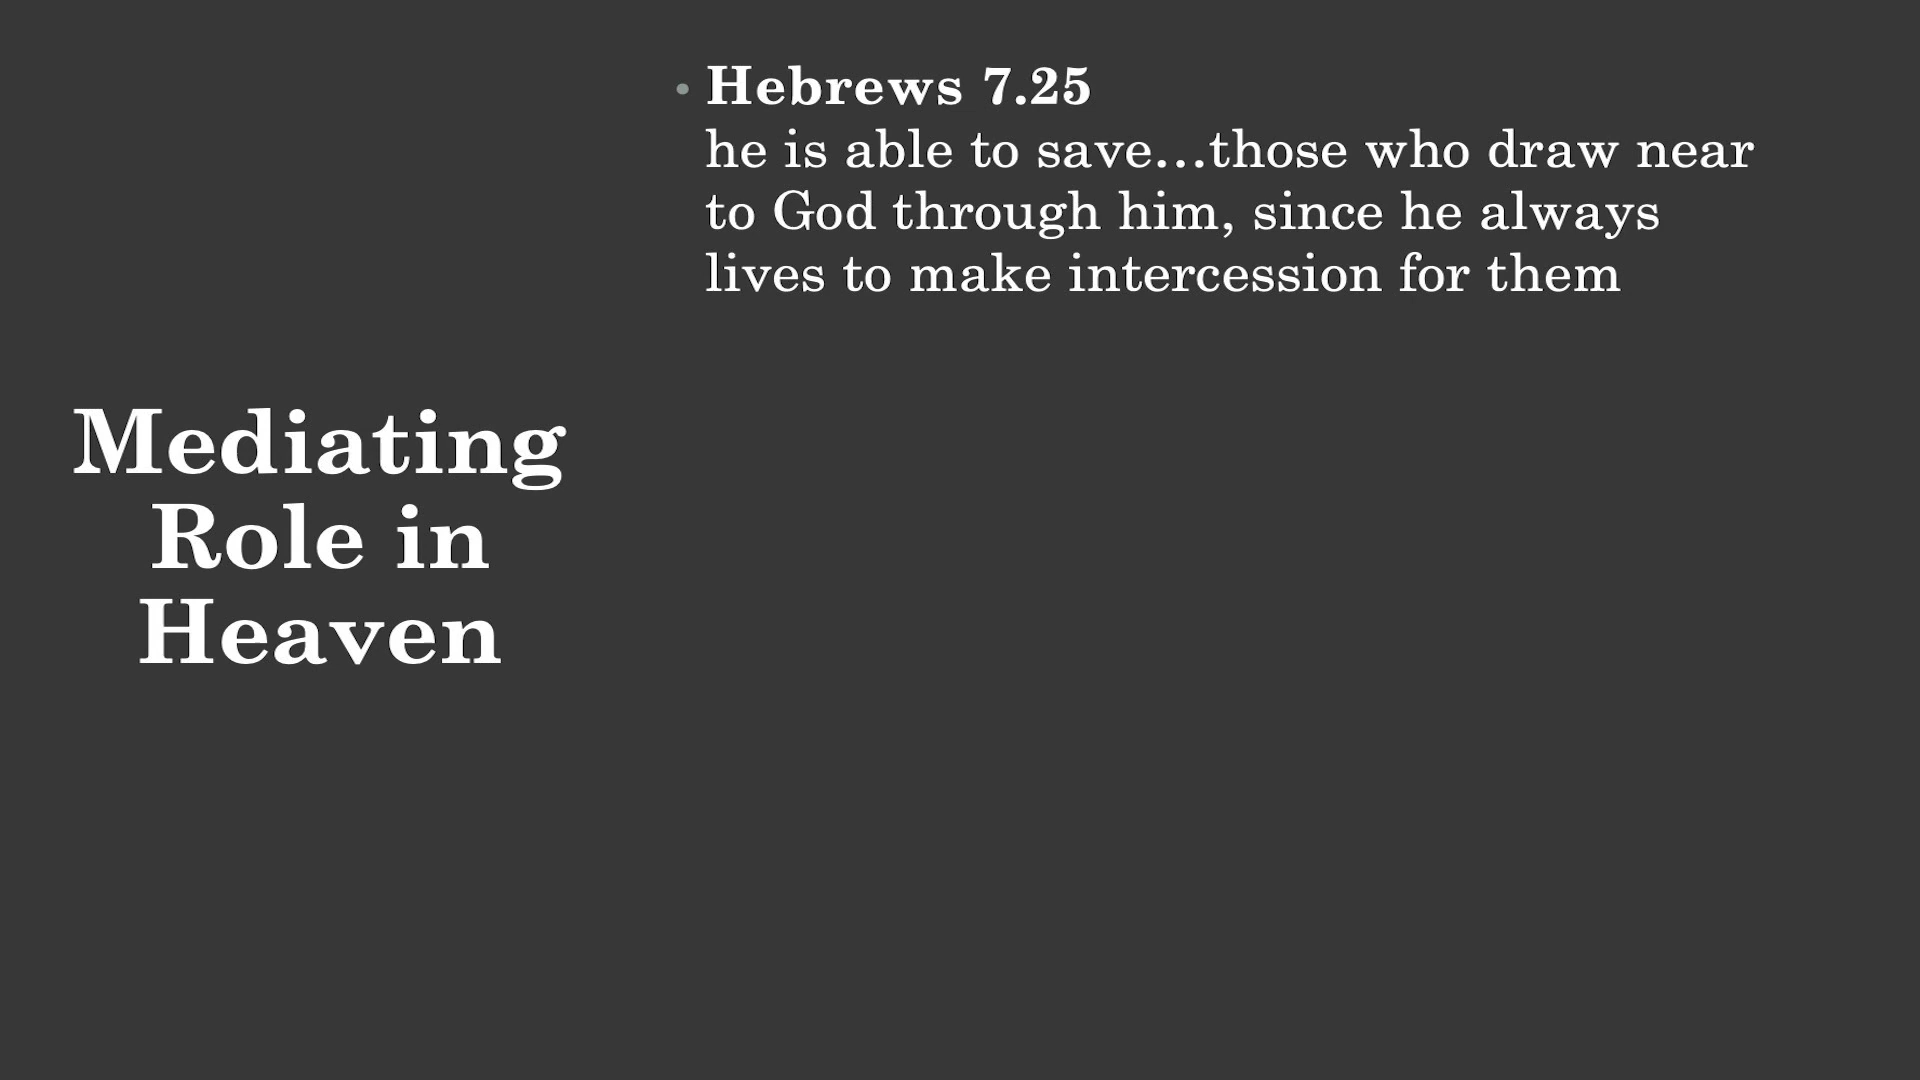 Mediating
Role in
Heaven
• Hebrews 7.25
he is able to save…those who draw near
to God through him, since he always
lives to make intercession for them